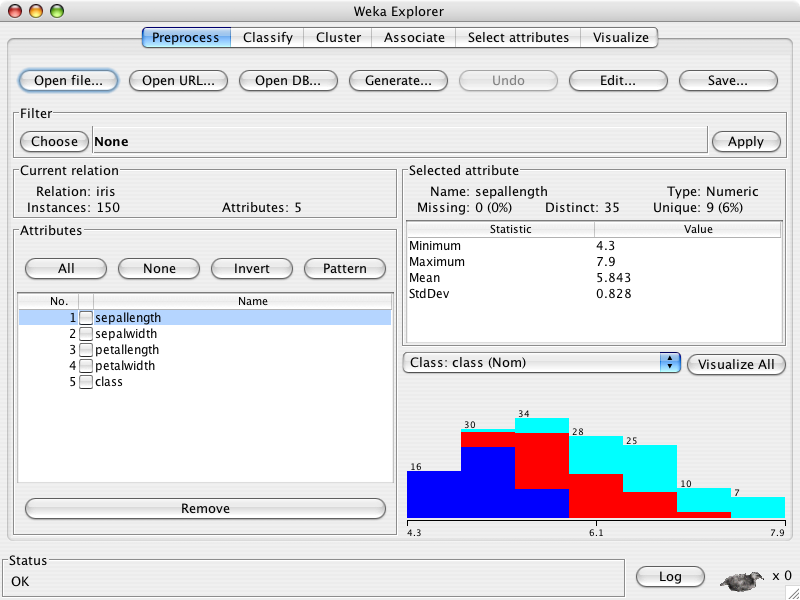 Weka Explorer
Preprocess Classify Cluster Associate Select attributes Visualize
Open file... Open URL... Open DB... Generate... Undo Edit... Save...
Filter
Choose None Apply
Current relation
Relation: iris
Instances: 150 Attributes: 5
Attributes
All None Invert Pattern
No. Name
1 sepallength
2 sepalwidth
3 petallength
4 petalwidth
5 class
Remove
Selected attribute
Name: sepallength Type: Numeric
Missing: 0 (0%) Distinct: 35 Unique: 9 (6%)
Statistic Value
Minimum 4.3
Maximum 7.9
Mean 5.843
StdDev 0.828
Class: class (Nom) Visualize All
16 30 34 28 25 10 7
4.3 6.1 7.9
Status
OK
Log x 0